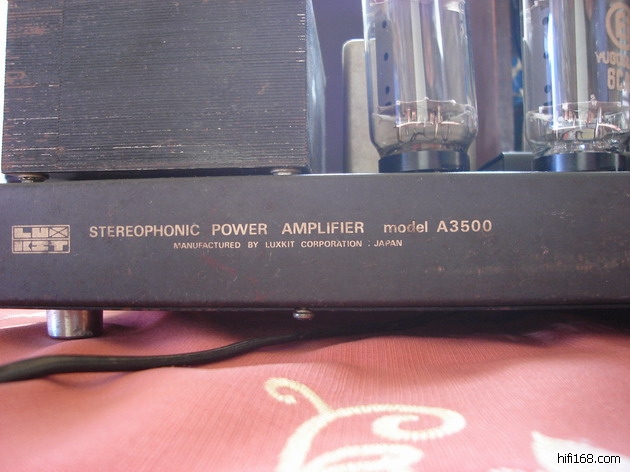 LUX
KIT
STEREOPHONIC POWER AMPLIFIER model A3500
MANUFACTURED BY LUXKIT CORPORATION . JAPAN
hifi168.com